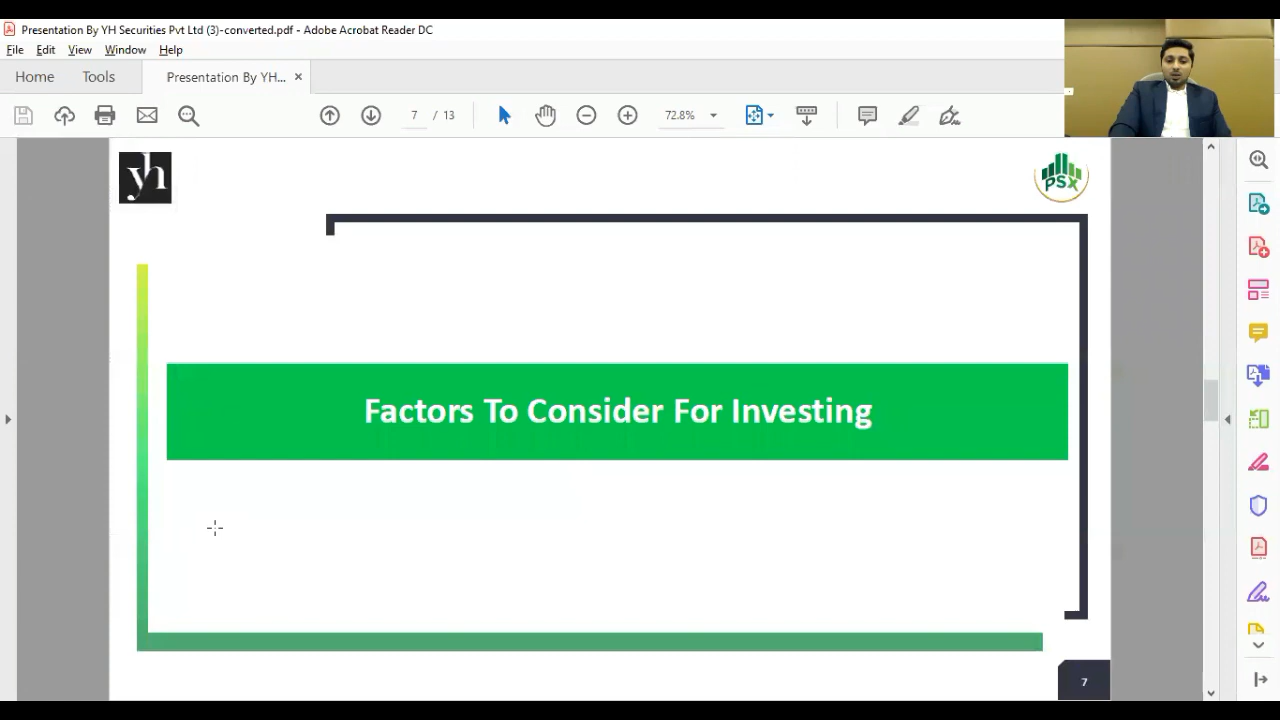 Presentation By YH Securities Pvt Ltd (3)-converted.pdf - Adobe Acrobat Reader DC
File Edit View Window Help
Home Tools Presentation By YH... ×
7 / 13 72.8%
yh
PSX
Factors To Consider For Investing
7